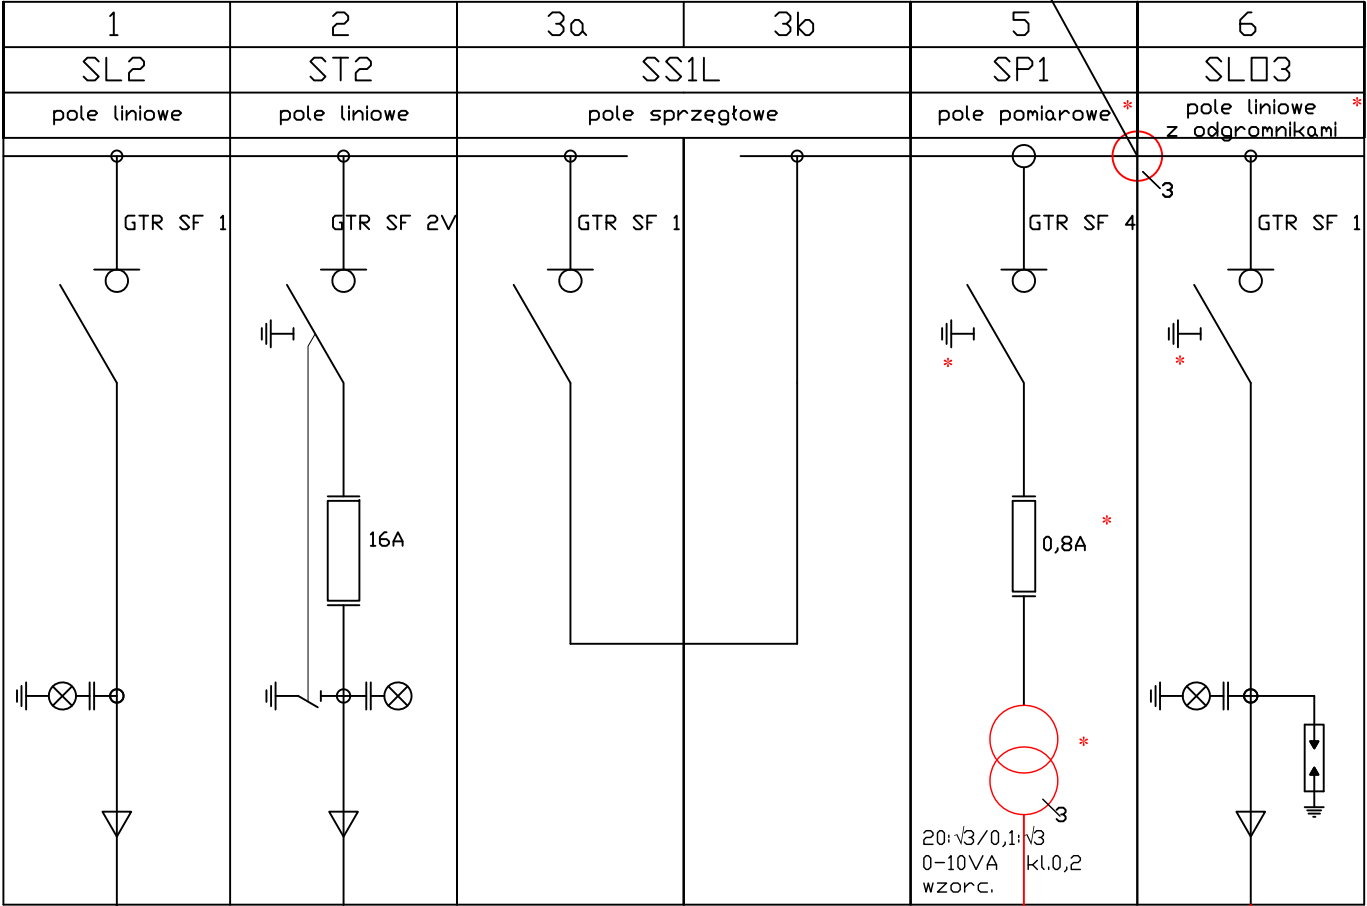 1 2 3a 3b 5 6
SL2 ST2 SS1L SP1 SLO3
pole liniowe pole liniowe pole sprzęgłowe pole pomiarowe * pole liniowe *
z odgromnikami
3
GTR SF 1 GTR SF 2V GTR SF 1 GTR SF 4 GTR SF 1
* *
16A 0,8A *
*
3
20:√3/0,1:√3
0-10VA kl.0,2
wzorc.